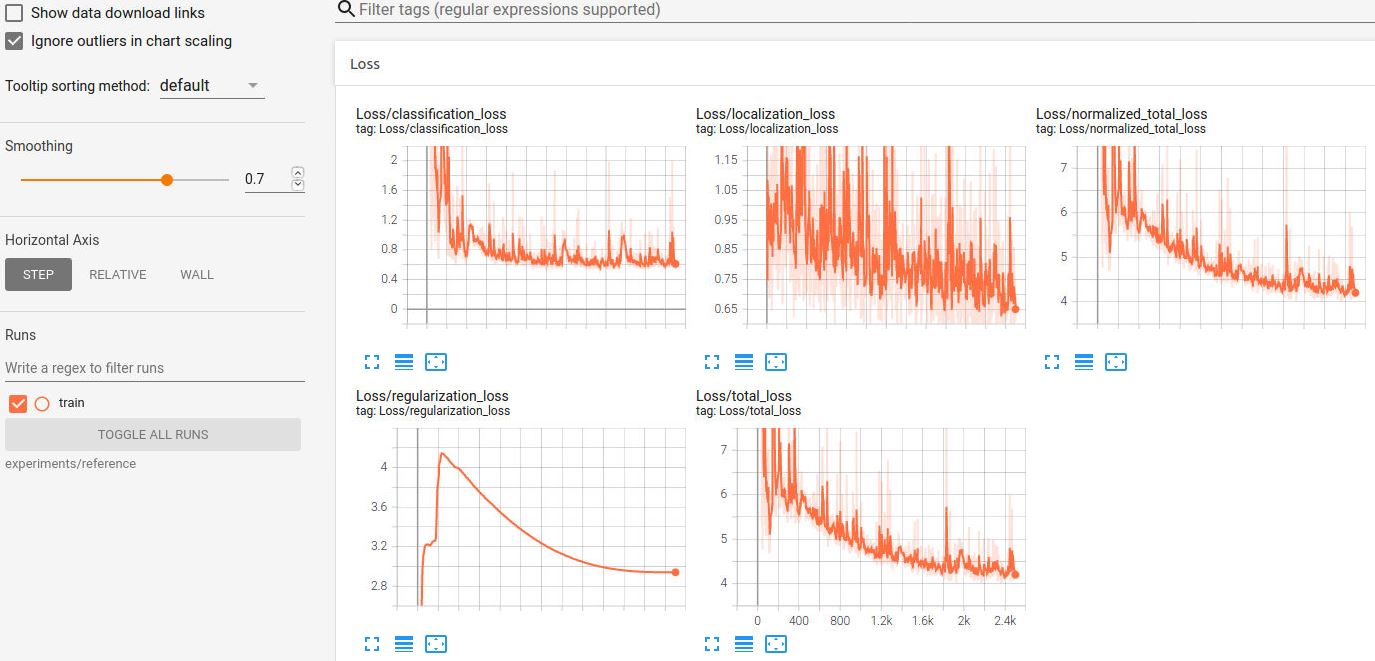 Show data download links
Ignore outliers in chart scaling
Tooltip sorting method: default
Smoothing
0.7
Horizontal Axis
STEP RELATIVE WALL
Runs
Write a regex to filter runs
train
TOGGLE ALL RUNS
experiments/reference
Filter tags (regular expressions supported)
Loss
Loss/classification_loss
tag: Loss/classification_loss
2
1.6
1.2
0.8
0.4
0
Loss/localization_loss
tag: Loss/localization_loss
1.15
1.05
0.95
0.85
0.75
0.65
Loss/normalized_total_loss
tag: Loss/normalized_total_loss
7
6
5
4
Loss/regularization_loss
tag: Loss/regularization_loss
4
3.6
3.2
2.8
Loss/total_loss
tag: Loss/total_loss
7
6
5
4
0 400 800 1.2k 1.6k 2k 2.4k